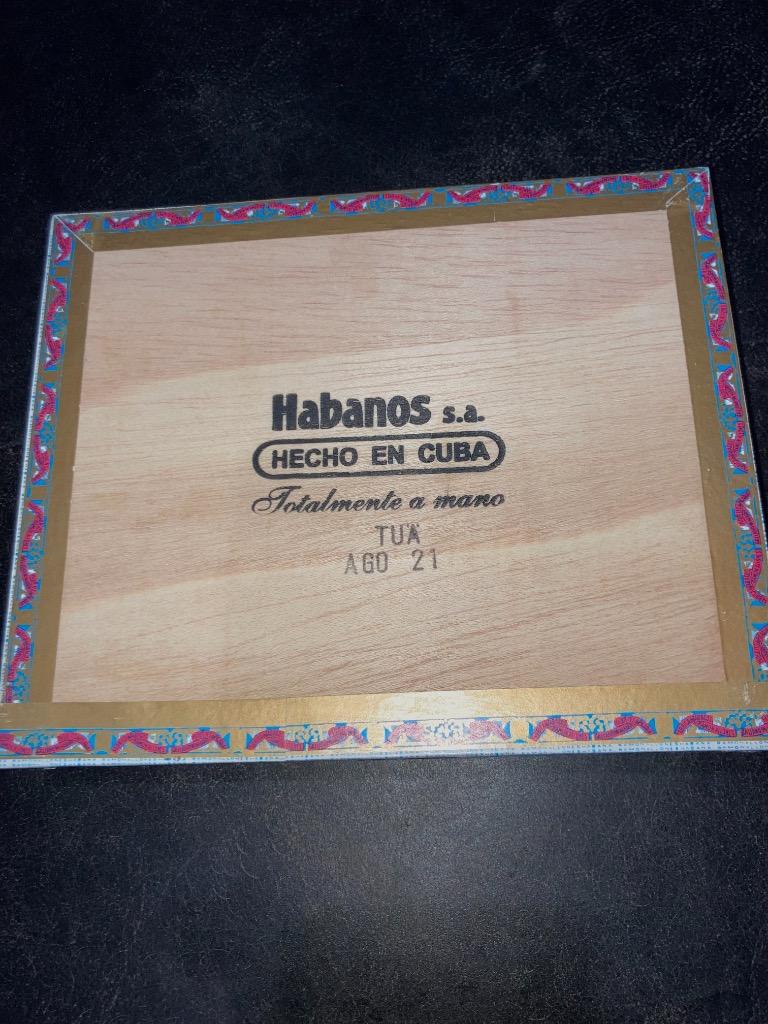 Habanos s.a.
HECHO EN CUBA
Totalmente a mano
TUA
AGO 21